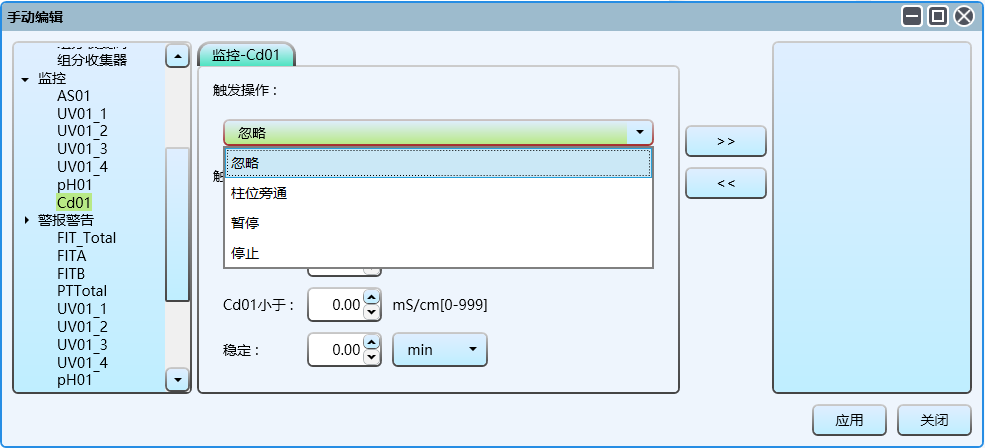 手动编辑
组分收集器
监控
AS01
UV01_1
UV01_2
UV01_3
UV01_4
pH01
Cd01
警报警告
FIT_Total
FITA
FITB
PTTotal
UV01_1
UV01_2
UV01_3
UV01_4
pH01
监控-Cd01
触发操作 :
忽略
忽略
柱位旁通
暂停
停止
Cd01小于 : 0.00 mS/cm[0-999]
稳定 : 0.00 min
>>
<<
应用 关闭